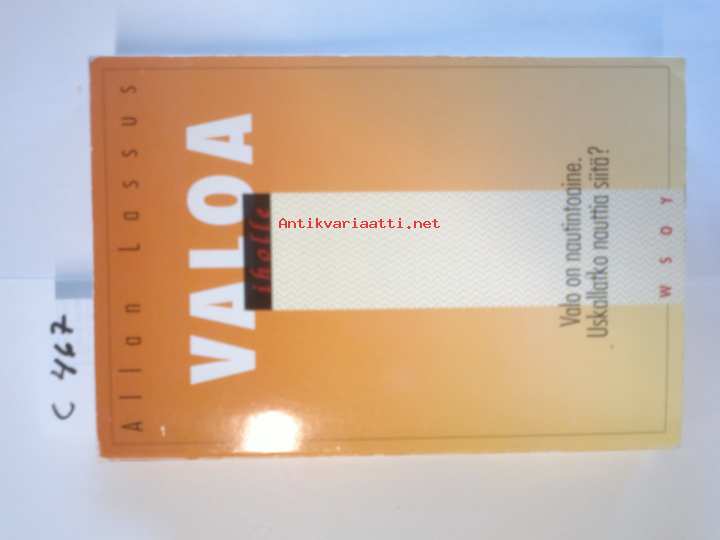 Allan Lassus
VALOA
iholle
Valo on nautintoaine.
Uskallatko nauttia siitä?
WSOY
Antikvariaatti.net
C 467